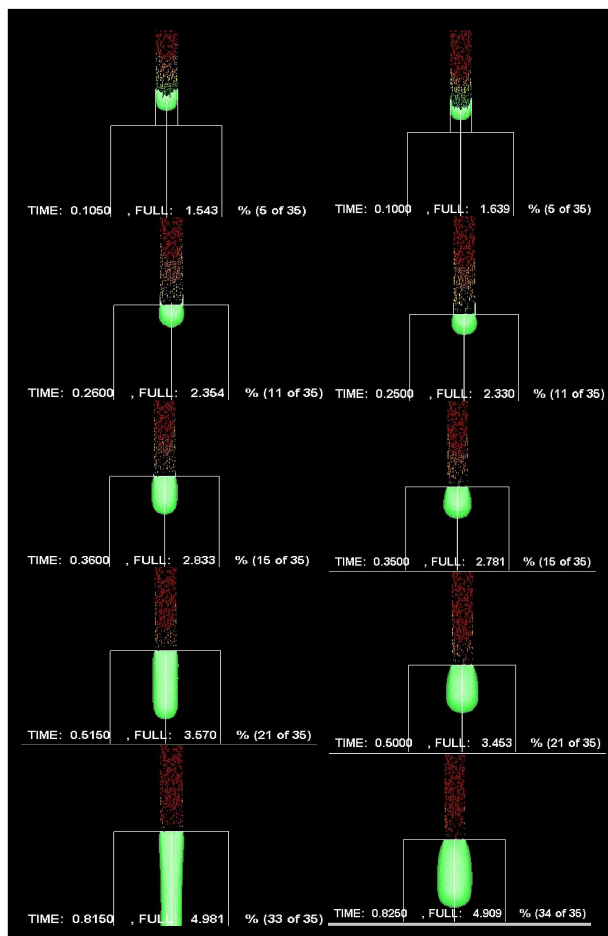 TIME: 0.1050 , FULL: 1.543 % (5 of 35)
TIME: 0.1000 , FULL: 1.639 % (5 of 35)
TIME: 0.2600 , FULL: 2.354 % (11 of 35)
TIME: 0.2500 , FULL: 2.330 % (11 of 35)
TIME: 0.3600 , FULL: 2.833 % (15 of 35)
TIME: 0.3500 , FULL: 2.781 % (15 of 35)
TIME: 0.5150 , FULL: 3.570 % (21 of 35)
TIME: 0.5000 , FULL: 3.453 % (21 of 35)
TIME: 0.8150 , FULL: 4.981 % (33 of 35)
TIME: 0.8250 , FULL: 4.909 % (34 of 35)